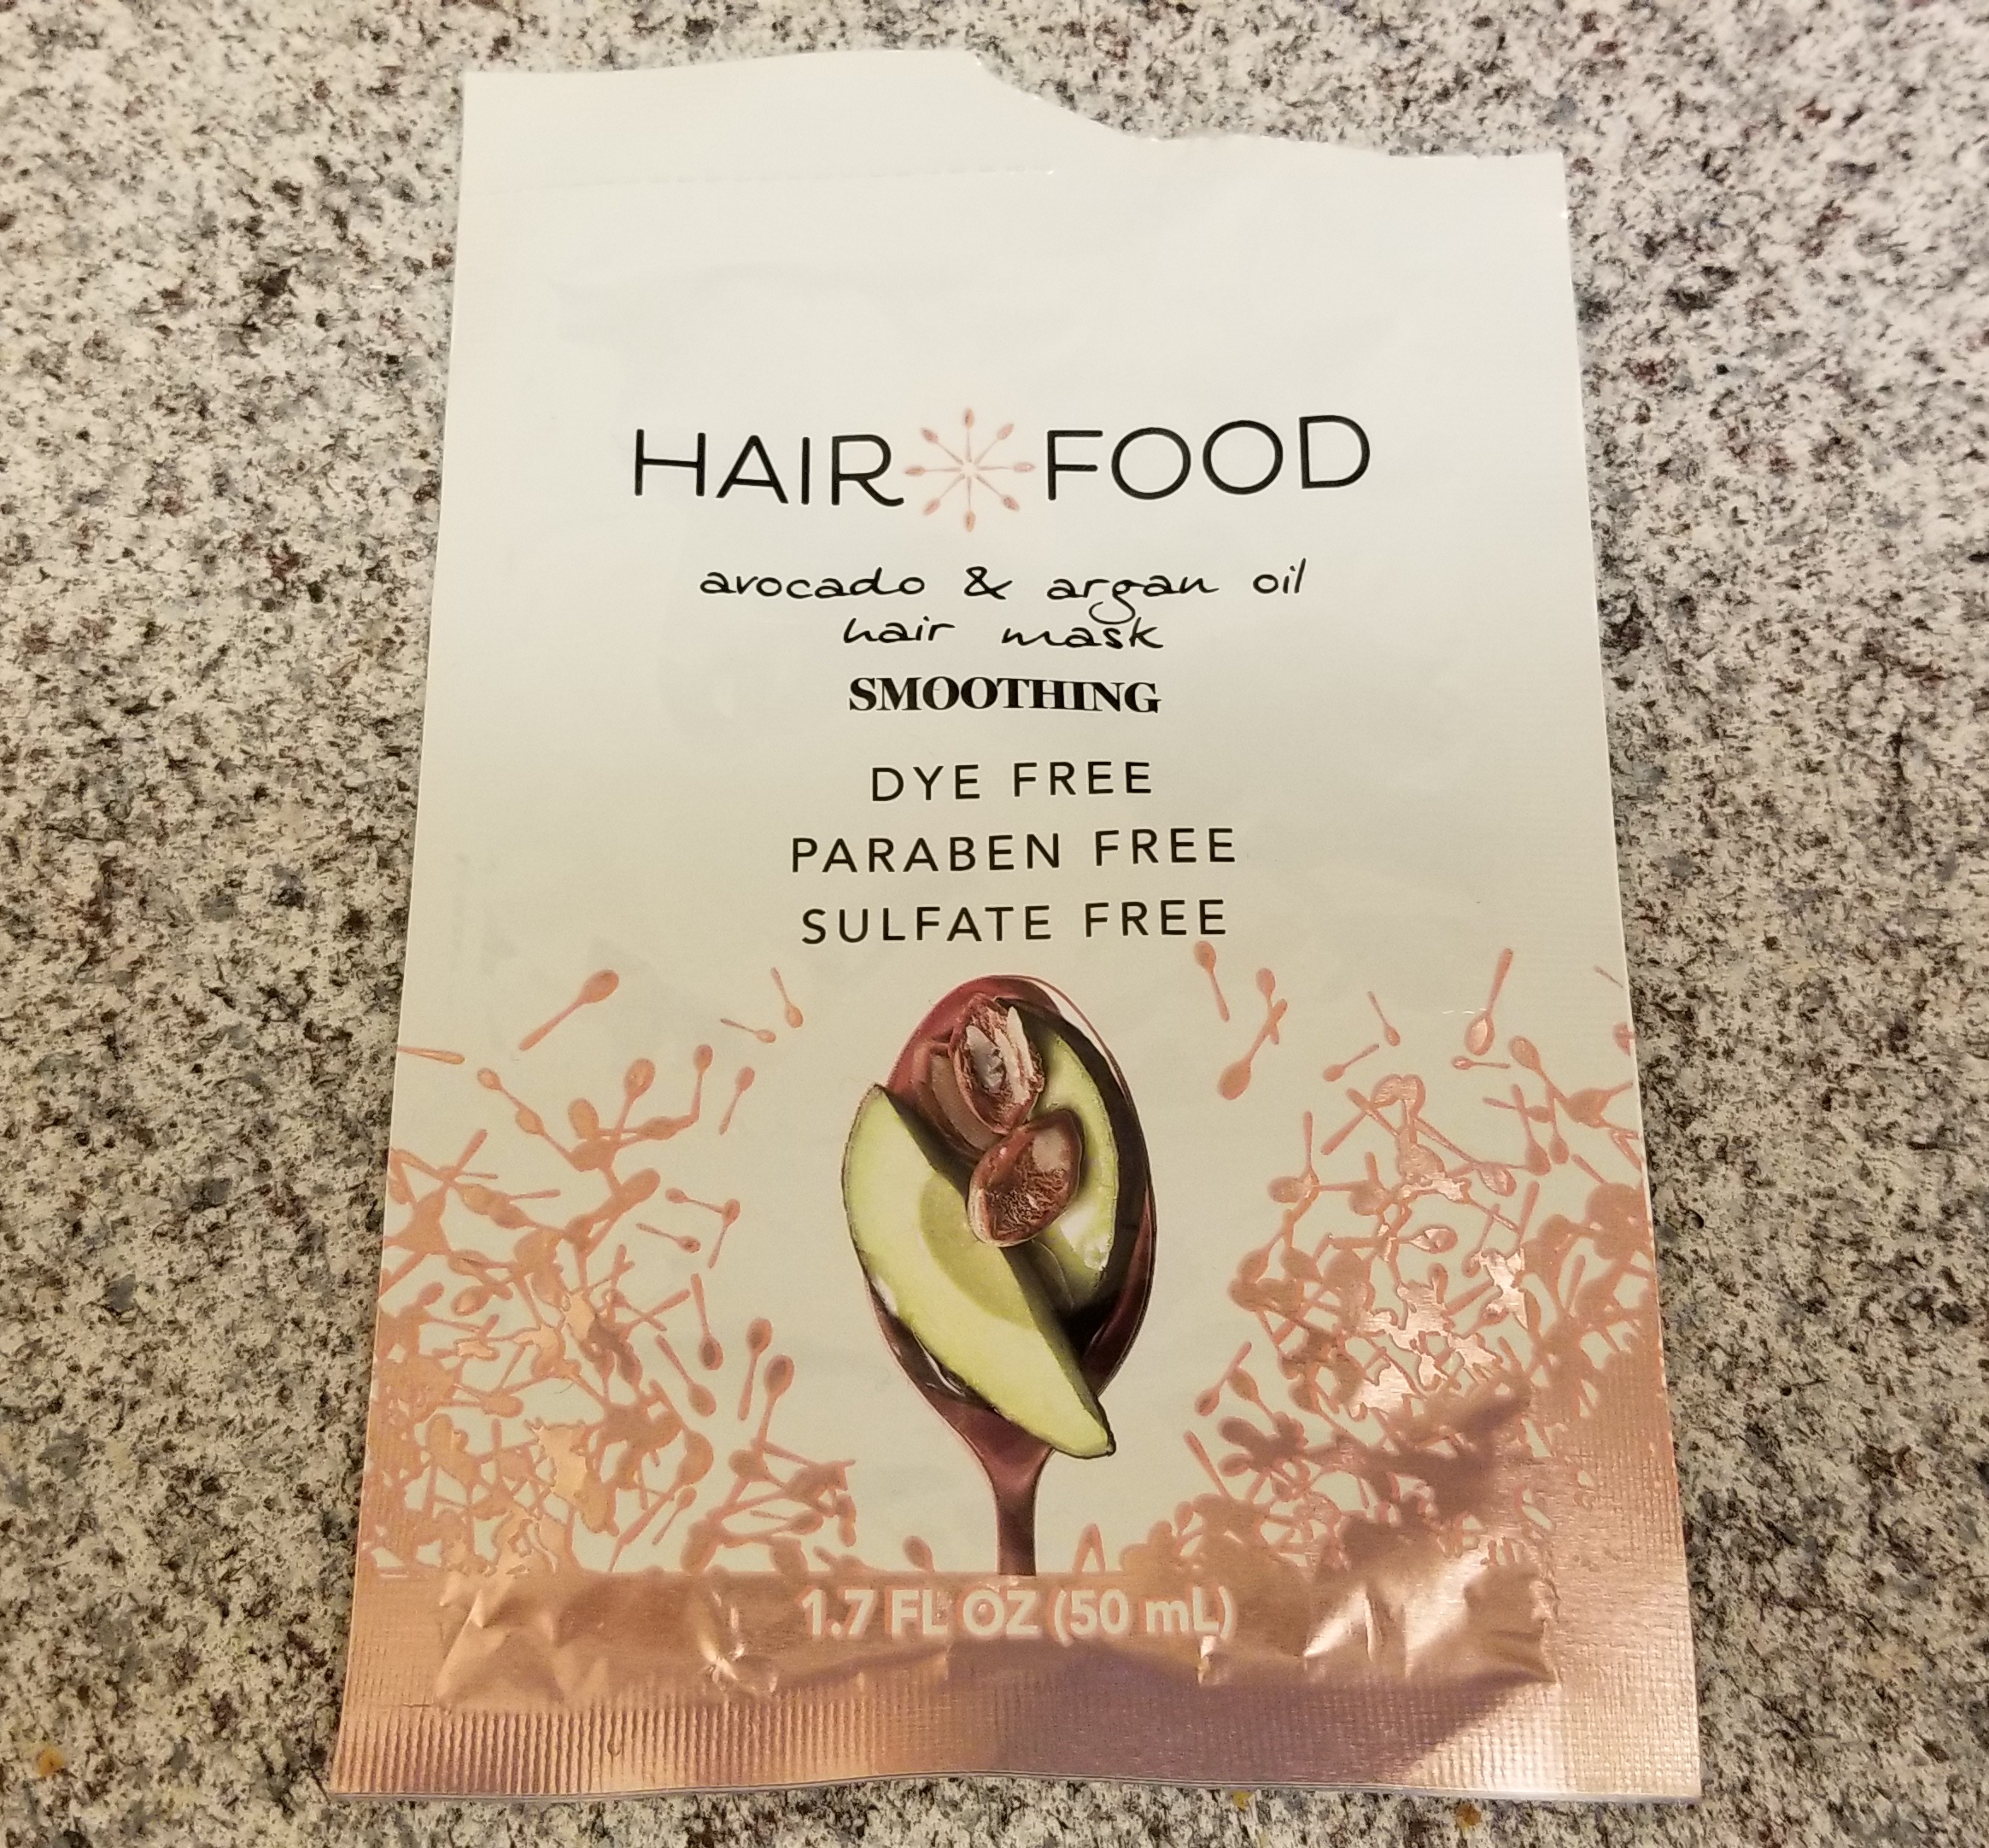 HAIR FOOD
avocado & argan oil
hair mask
SMOOTHING
DYE FREE
PARABEN FREE
SULFATE FREE
1.7 FL OZ (50 mL)